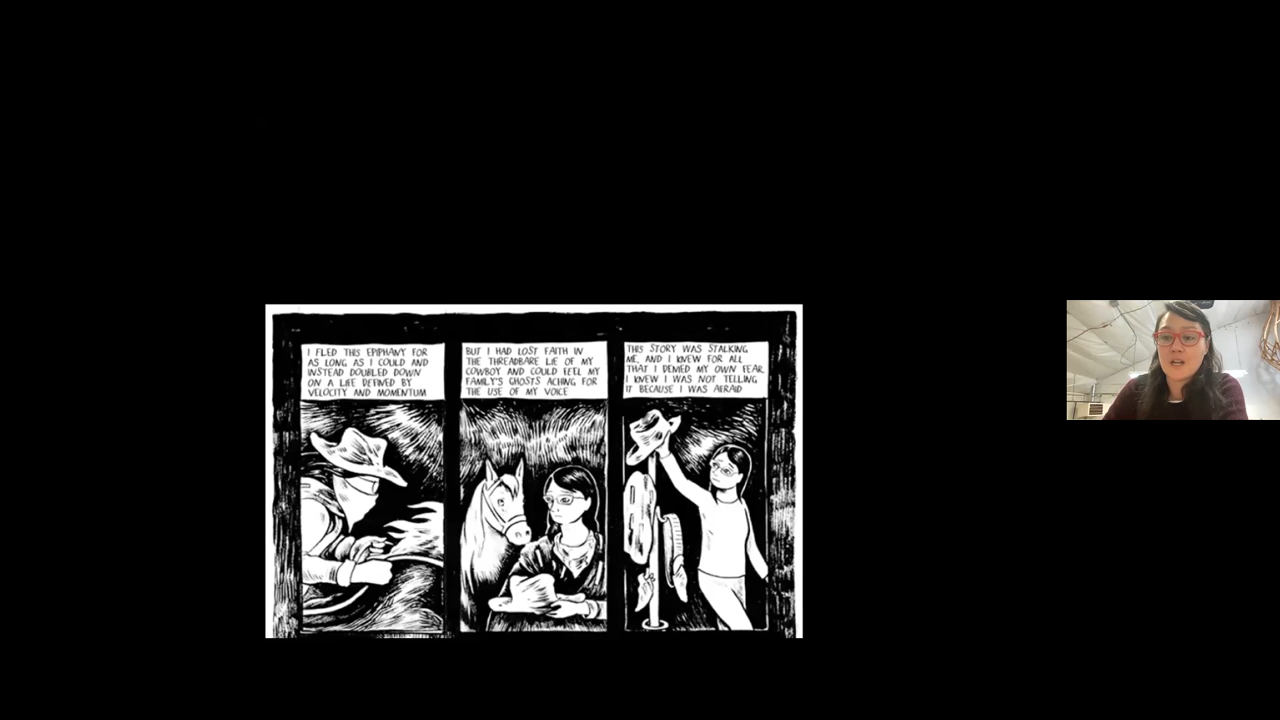 I FLED THIS EPIPHANY FOR
AS LONG AS I COULD AND
INSTEAD DOUBLED DOWN
ON A LIFE DEFINED BY
VELOCITY AND MOMENTUM
BUT I HAD LOST FAITH IN
THE THREADBARE LIE OF MY
COWBOY AND COULD FEEL MY
FAMILY'S GHOSTS ACHING FOR
THE USE OF MY VOICE
THIS STORY WAS STALKING
ME, AND I KNEW FOR ALL
THAT I DENIED MY OWN FEAR,
I KNEW I WAS NOT TELLING
IT BECAUSE I WAS AFRAID